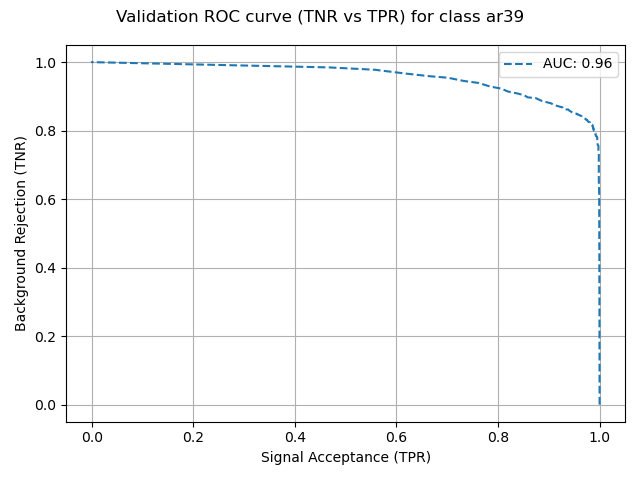 Validation ROC curve (TNR vs TPR) for class ar39
AUC: 0.96
Background Rejection (TNR)
1.0
0.8
0.6
0.4
0.2
0.0
0.0 0.2 0.4 0.6 0.8 1.0
Signal Acceptance (TPR)